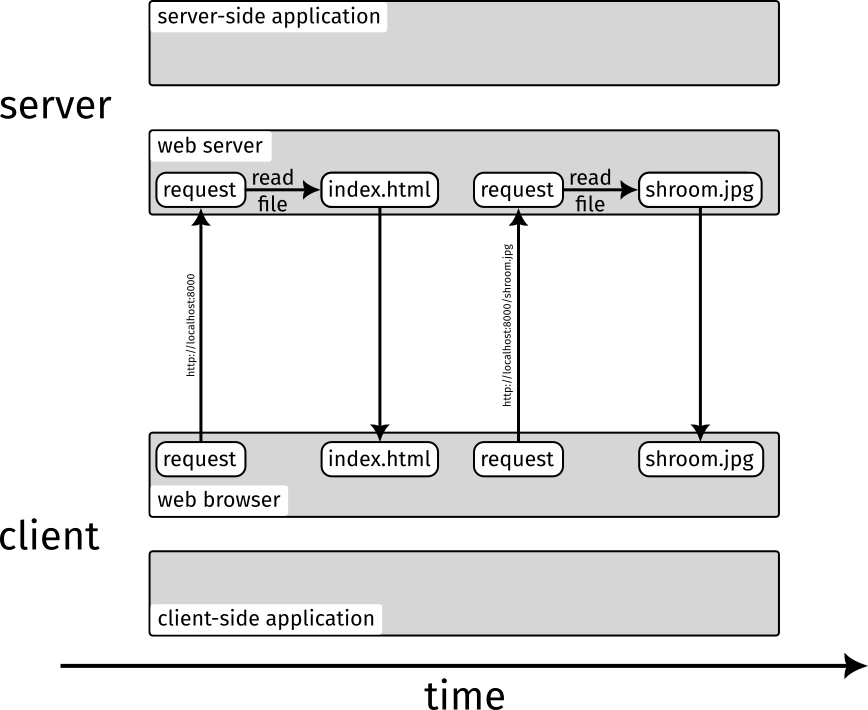 server-side application
server
web server
request
read
file
index.html
request
read
file
shroom.jpg
http://localhost:8000
http://localhost:8000/shroom.jpg
request
index.html
request
shroom.jpg
web browser
client
client-side application
time